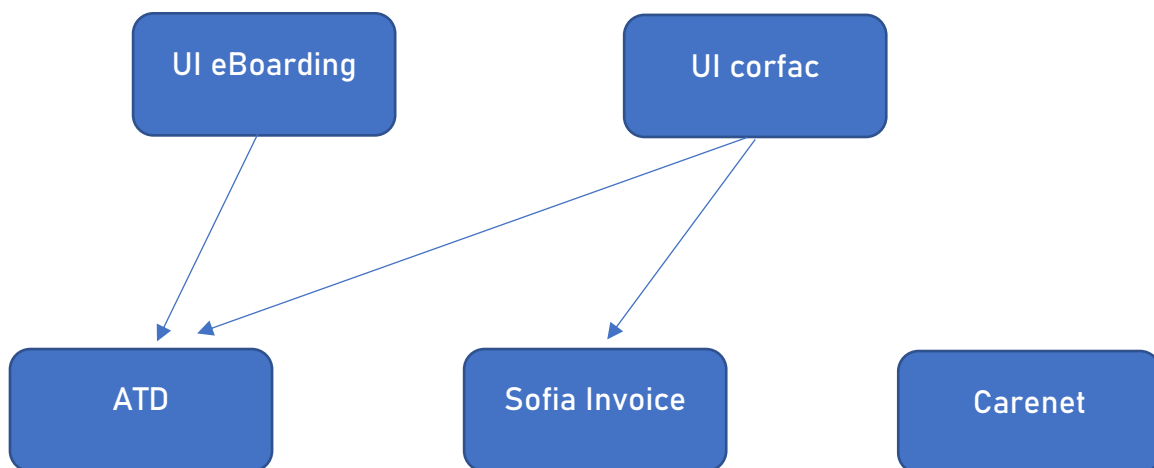 UI eBoarding
UI corfac
ATD
Sofia Invoice
Carenet